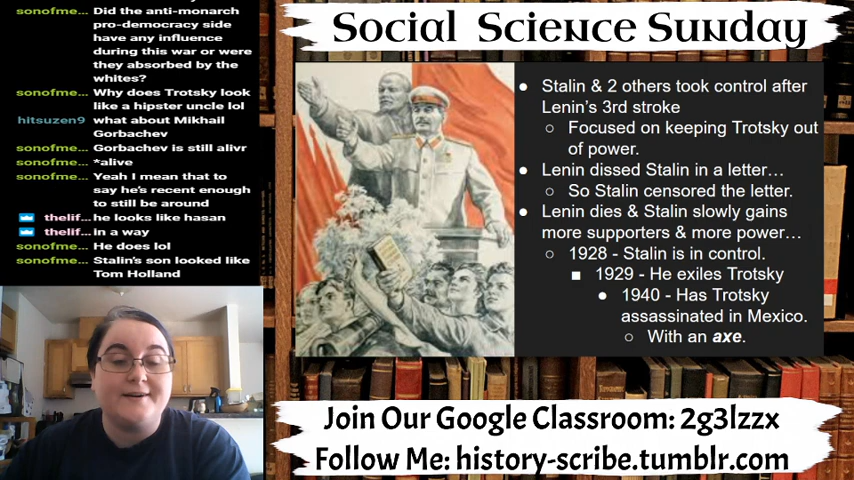 sonofme… Did the anti-monarch
pro-democracy side
have any influence
during this war or were
they absorbed by the
whites?
sonofme… Why does Trotsky look
like a hipster uncle lol
hitsuzen9 what about Mikhail
Gorbachev
sonofme… Gorbachev is still alivr
sonofme… *alive
sonofme… Yeah I mean that to
say he's recent enough
to still be around
thelif… he looks like hasan
thelif… in a way
sonofme… He does lol
sonofme… Stalin's son looked like
Tom Holland
Social Science Sunday
● Stalin & 2 others took control after
Lenin's 3rd stroke
○ Focused on keeping Trotsky out
of power.
● Lenin dissed Stalin in a letter…
○ So Stalin censored the letter.
● Lenin dies & Stalin slowly gains
more supporters & more power…
○ 1928 - Stalin is in control.
■ 1929 - He exiles Trotsky
● 1940 - Has Trotsky
assassinated in Mexico.
○ With an axe.
Join Our Google Classroom: 2g3lzzx
Follow Me: history-scribe.tumblr.com